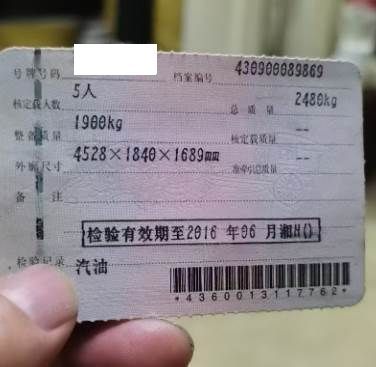 号牌号码 档案编号 430900089869
核定载人数 5人 总质量 2480kg
整备质量 1900kg 核定载质量 --
外廓尺寸 4528×1840×1689mm 准牵引总质量 --
备注
检验有效期至2016 年06 月湘H()
检验记录 汽油
*4360013117762*